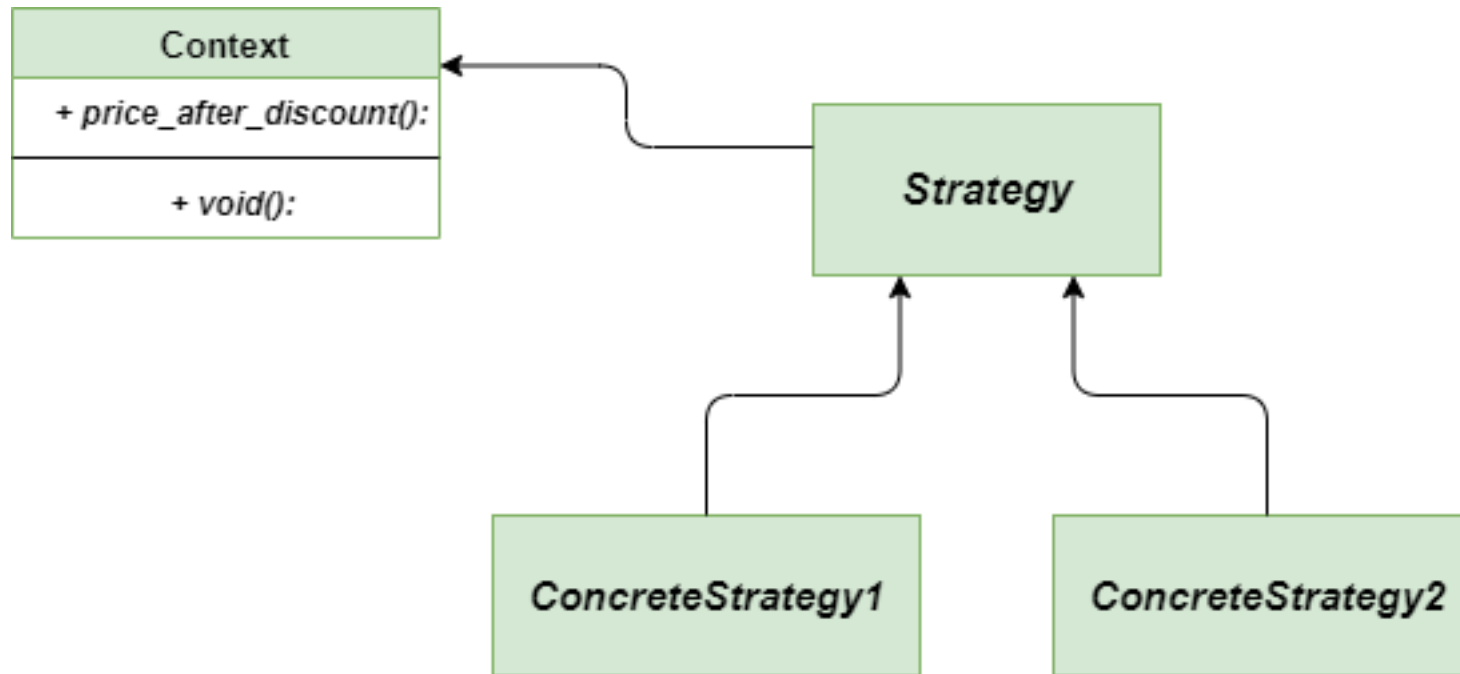 Context
+ price_after_discount():
+ void():
Strategy
ConcreteStrategy1
ConcreteStrategy2